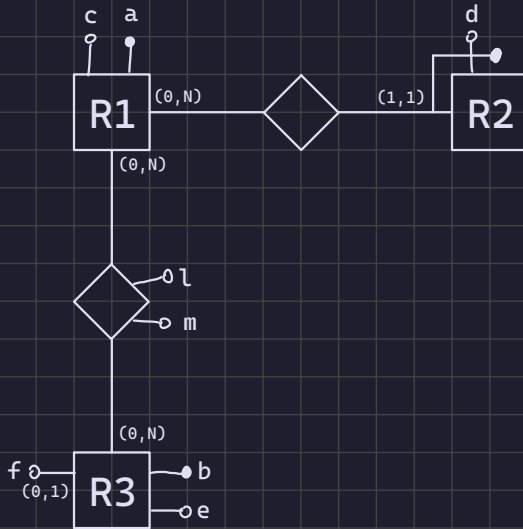 c a d
R1 (0,N) (1,1) R2
(0,N)
l
m
(0,N)
f b
(0,1) R3
e